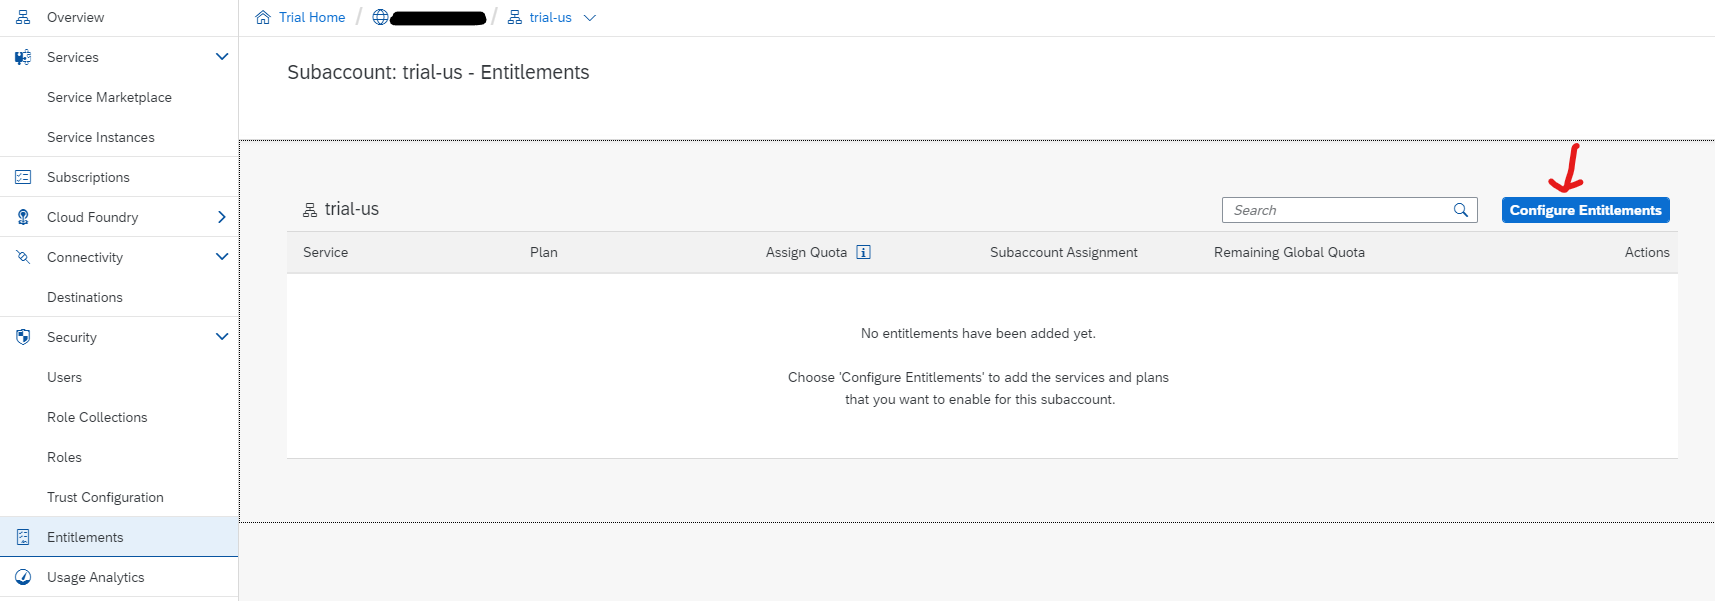 Overview
Services
Service Marketplace
Service Instances
Subscriptions
Cloud Foundry
Connectivity
Destinations
Security
Users
Role Collections
Roles
Trust Configuration
Entitlements
Usage Analytics
Trial Home / / trial-us
Subaccount: trial-us - Entitlements
trial-us Search Configure Entitlements
Service Plan Assign Quota Subaccount Assignment Remaining Global Quota Actions
No entitlements have been added yet.
Choose 'Configure Entitlements' to add the services and plans
that you want to enable for this subaccount.